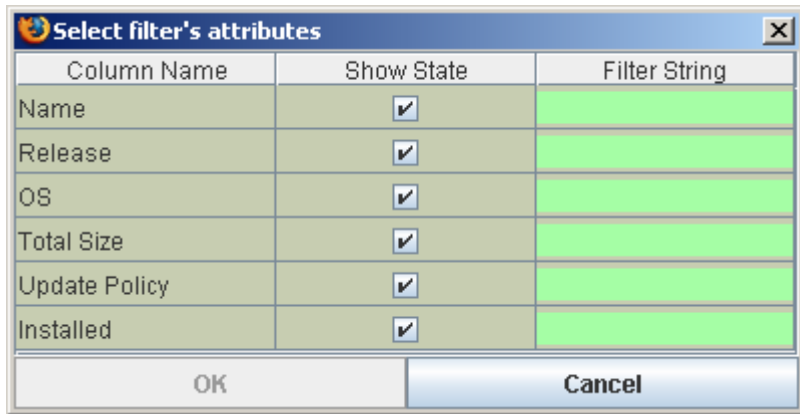 Select filter's attributes
Column Name Show State Filter String
Name
Release
OS
Total Size
Update Policy
Installed
OK Cancel